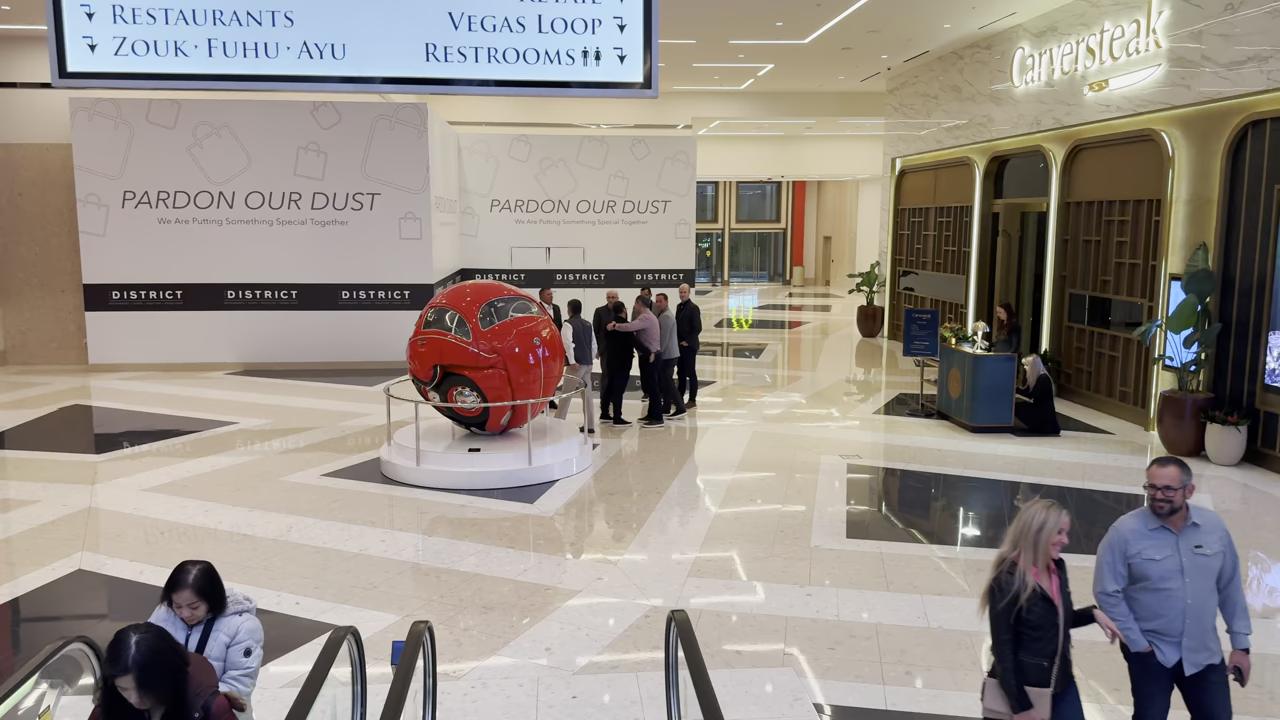 RETAIL
RESTAURANTS
VEGAS LOOP
ZOUK · FUHU · AYU
RESTROOMS
Carversteak
PARDON OUR DUST
We Are Putting Something Special Together
PARDON OUR DUST
We Are Putting Something Special Together
DISTRICT DISTRICT DISTRICT
DISTRICT DISTRICT DISTRICT